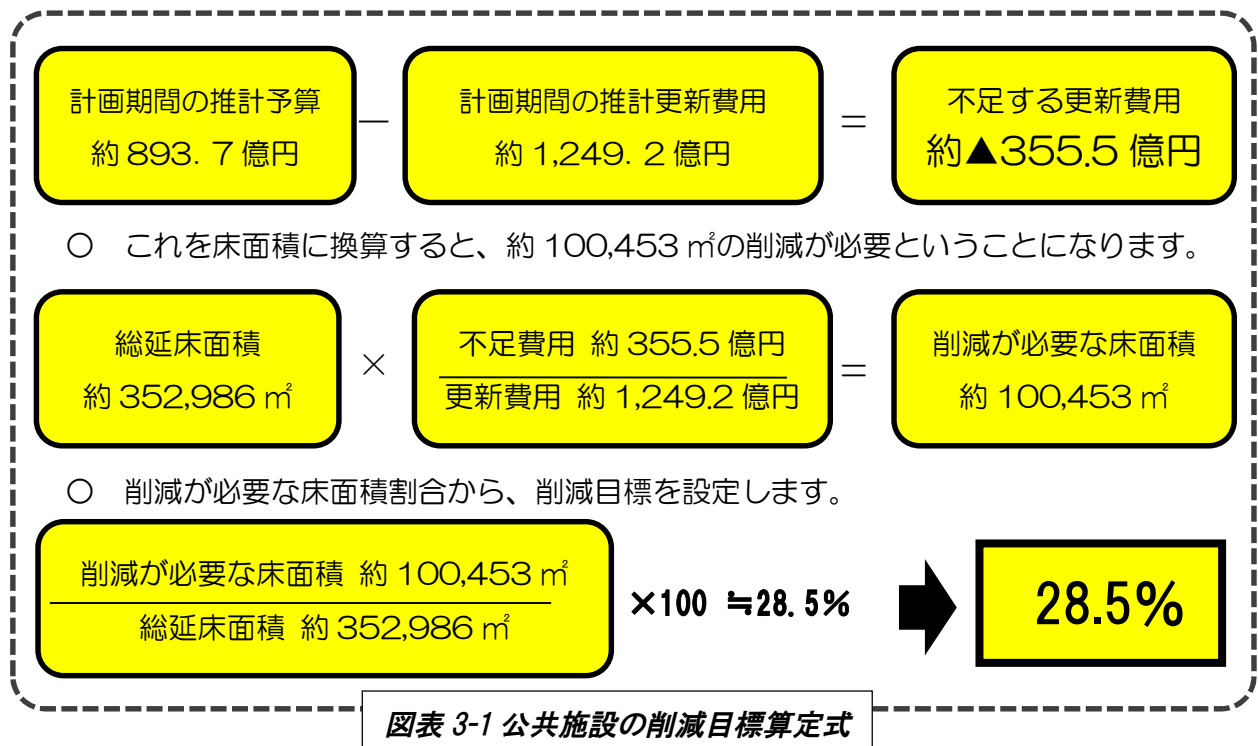 計画期間の推計予算
約 893. 7 億円
－
計画期間の推計更新費用
約 1,249. 2 億円
＝
不足する更新費用
約▲355.5 億円
○ これを床面積に換算すると、約 100,453 ㎡の削減が必要ということになります。
総延床面積
約 352,986 ㎡
×
不足費用 約 355.5 億円
更新費用 約 1,249.2 億円
＝
削減が必要な床面積
約 100,453 ㎡
○ 削減が必要な床面積割合から、削減目標を設定します。
削減が必要な床面積 約 100,453 ㎡
総延床面積 約 352,986 ㎡
×100 ≒28.5%
28.5%
図表 3-1 公共施設の削減目標算定式